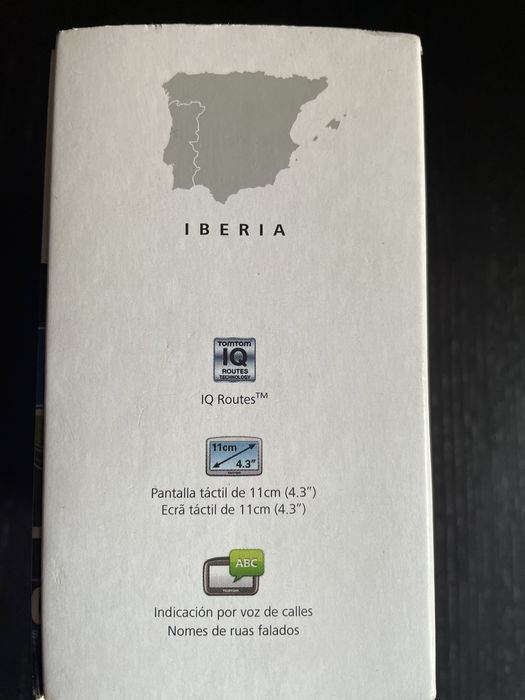 IBERIA
TOMTOM
IQ
ROUTES
TECHNOLOGY
IQ Routes™
11cm
4.3"
Pantalla táctil de 11cm (4.3")
Ecrã táctil de 11cm (4.3")
ABC
TOMTOM
Indicación por voz de calles
Nomes de ruas falados